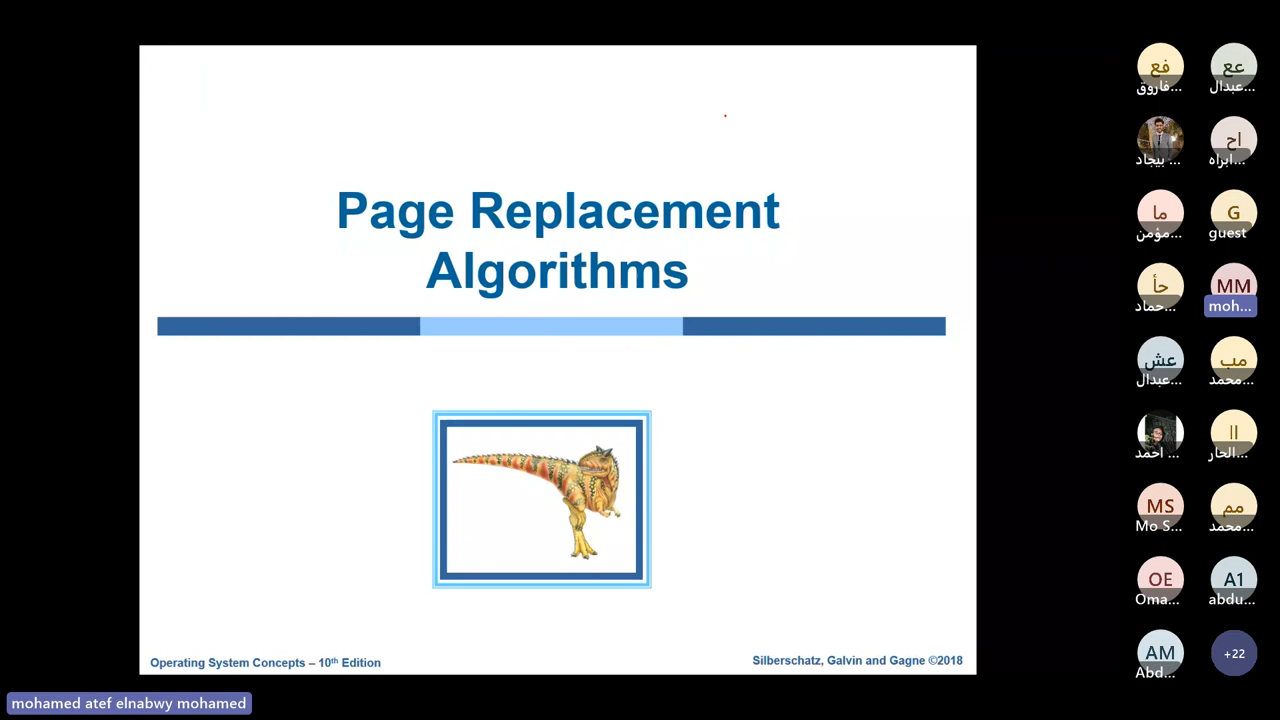 Page Replacement
Algorithms
Operating System Concepts – 10th Edition
Silberschatz, Galvin and Gagne ©2018
mohamed atef elnabwy mohamed
فع
فاروق...
عع
عبدال...
بيجاد ...
اح
ابراه...
ما
مؤمن...
G
guest
حأ
حماد...
MM
moh...
عش
عبدال...
مب
محمد...
احمد ...
اا
الحار...
MS
Mo S...
مم
محمد...
OE
Oma...
A1
abdu...
AM
Abd...
+22